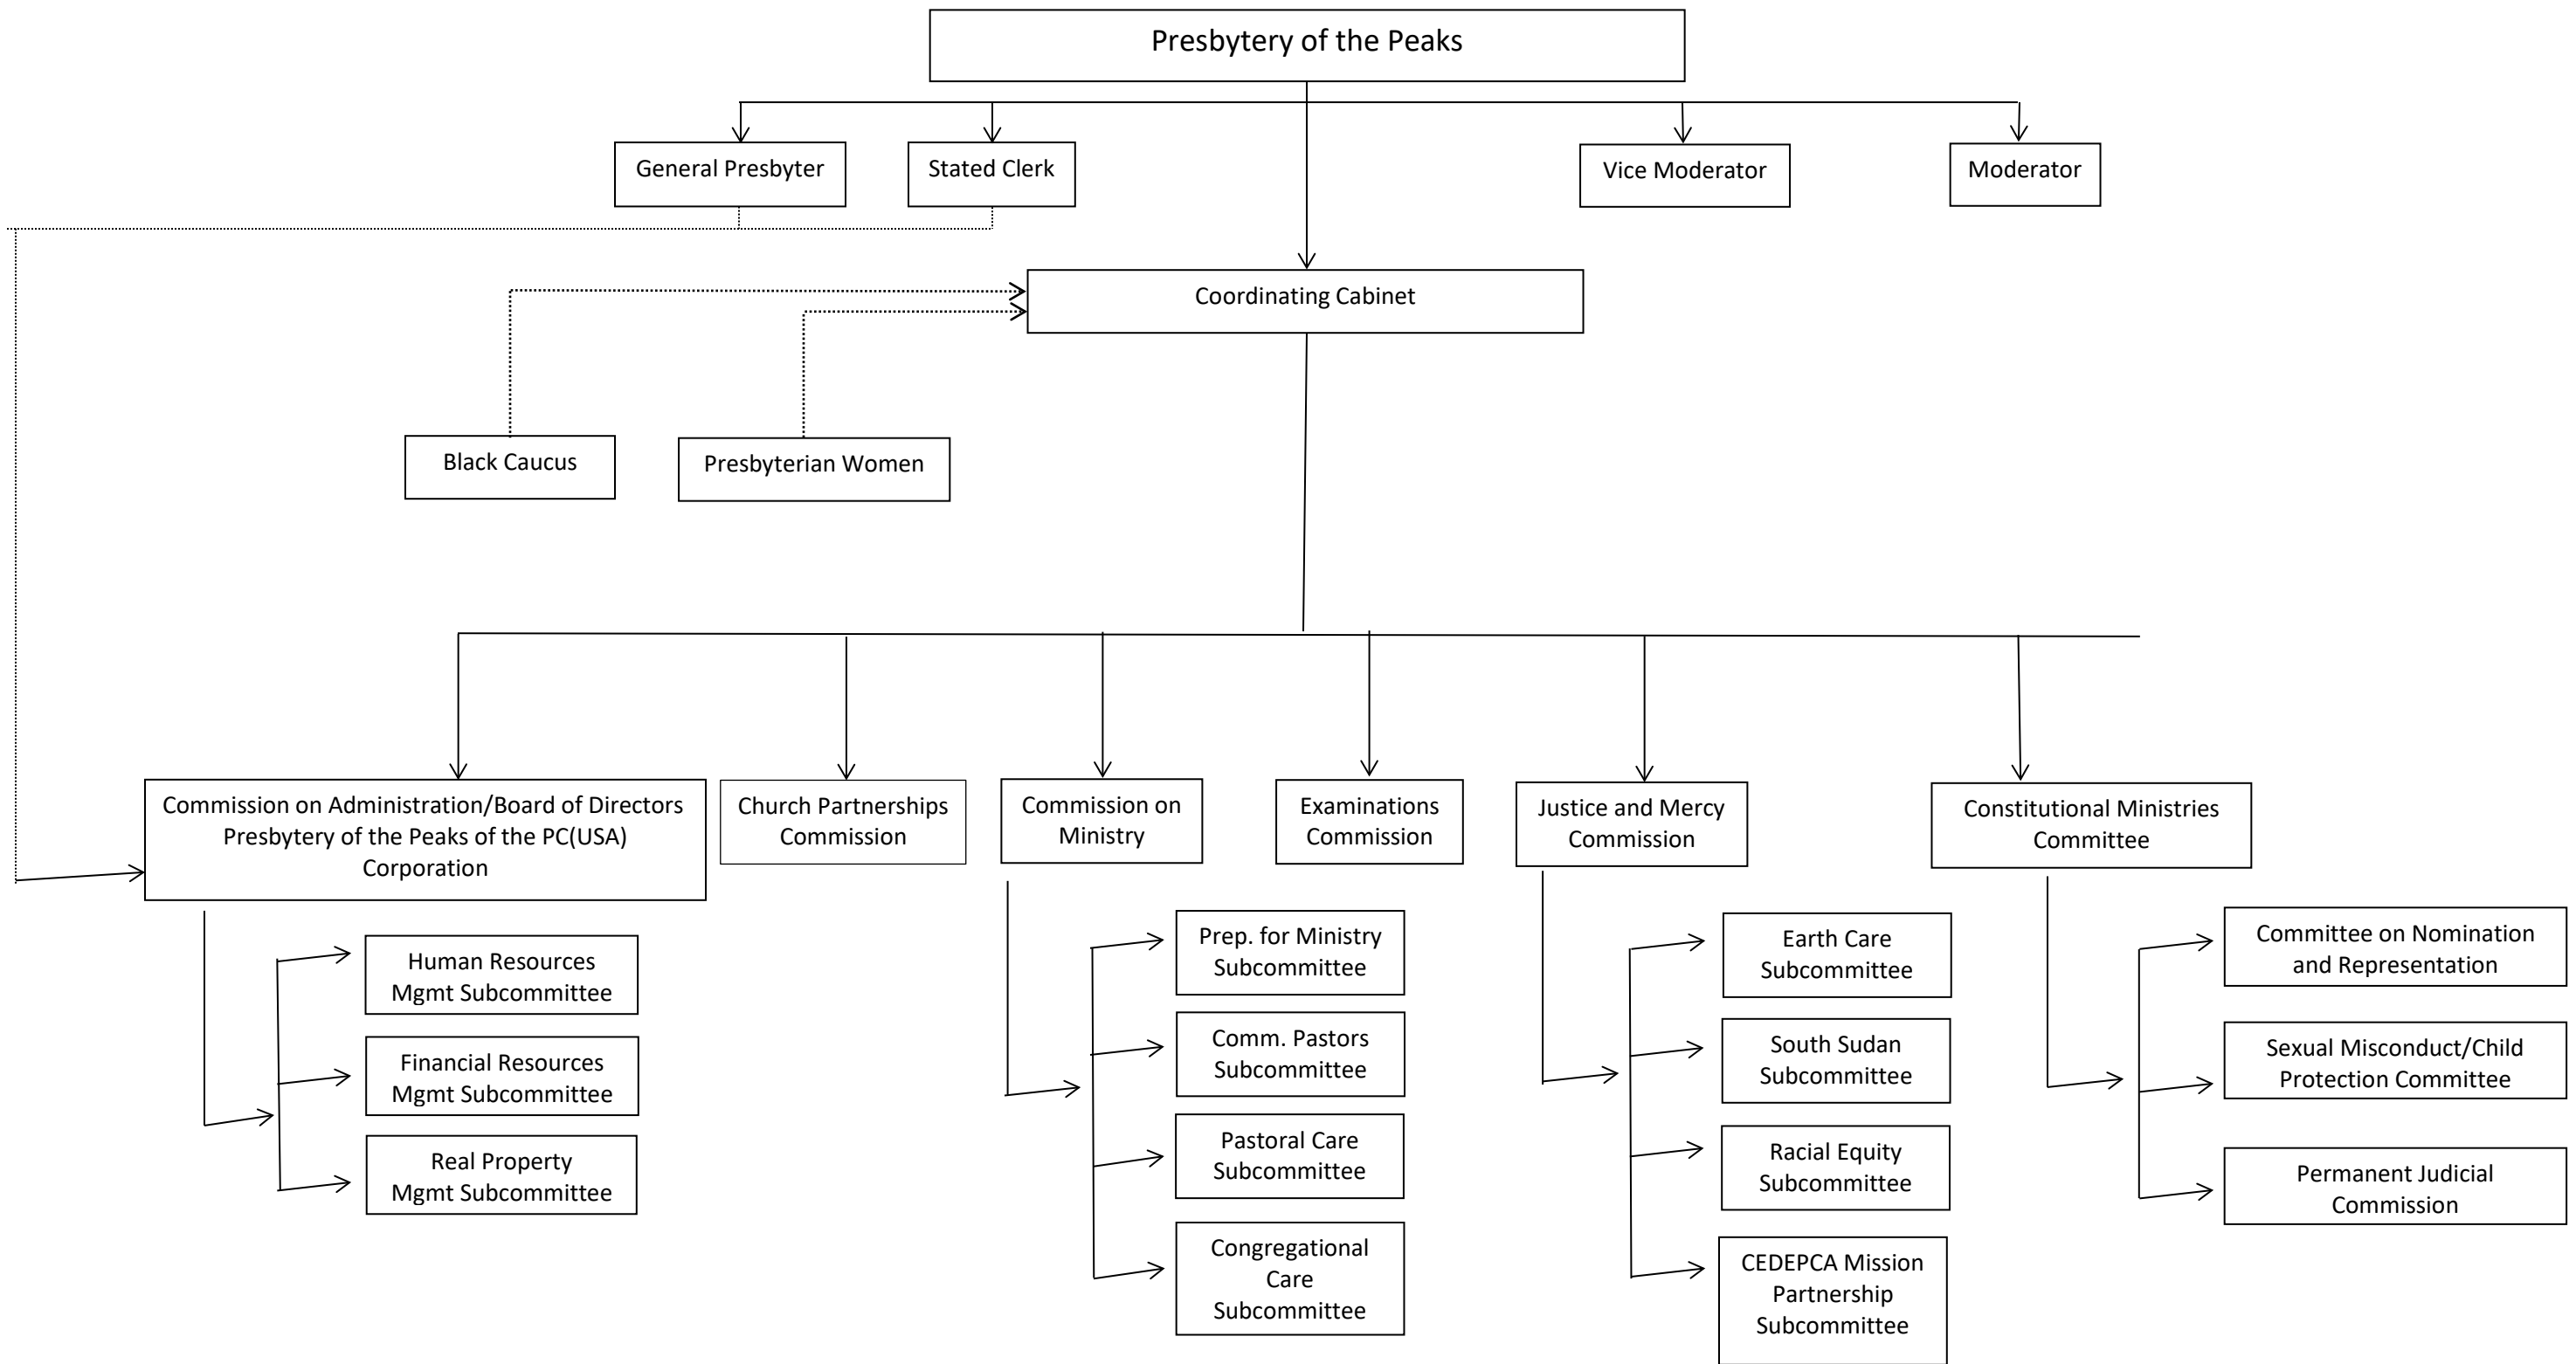 Presbytery of the Peaks
General Presbyter
Stated Clerk
Vice Moderator
Moderator
Coordinating Cabinet
Black Caucus
Presbyterian Women
Commission on Administration/Board of Directors
Presbytery of the Peaks of the PC(USA)
Corporation
Church Partnerships
Commission
Commission on
Ministry
Examinations
Commission
Justice and Mercy
Commission
Constitutional Ministries
Committee
Human Resources
Mgmt Subcommittee
Financial Resources
Mgmt Subcommittee
Real Property
Mgmt Subcommittee
Prep. for Ministry
Subcommittee
Comm. Pastors
Subcommittee
Pastoral Care
Subcommittee
Congregational
Care
Subcommittee
Earth Care
Subcommittee
South Sudan
Subcommittee
Racial Equity
Subcommittee
CEDEPCA Mission
Partnership
Subcommittee
Committee on Nomination
and Representation
Sexual Misconduct/Child
Protection Committee
Permanent Judicial
Commission